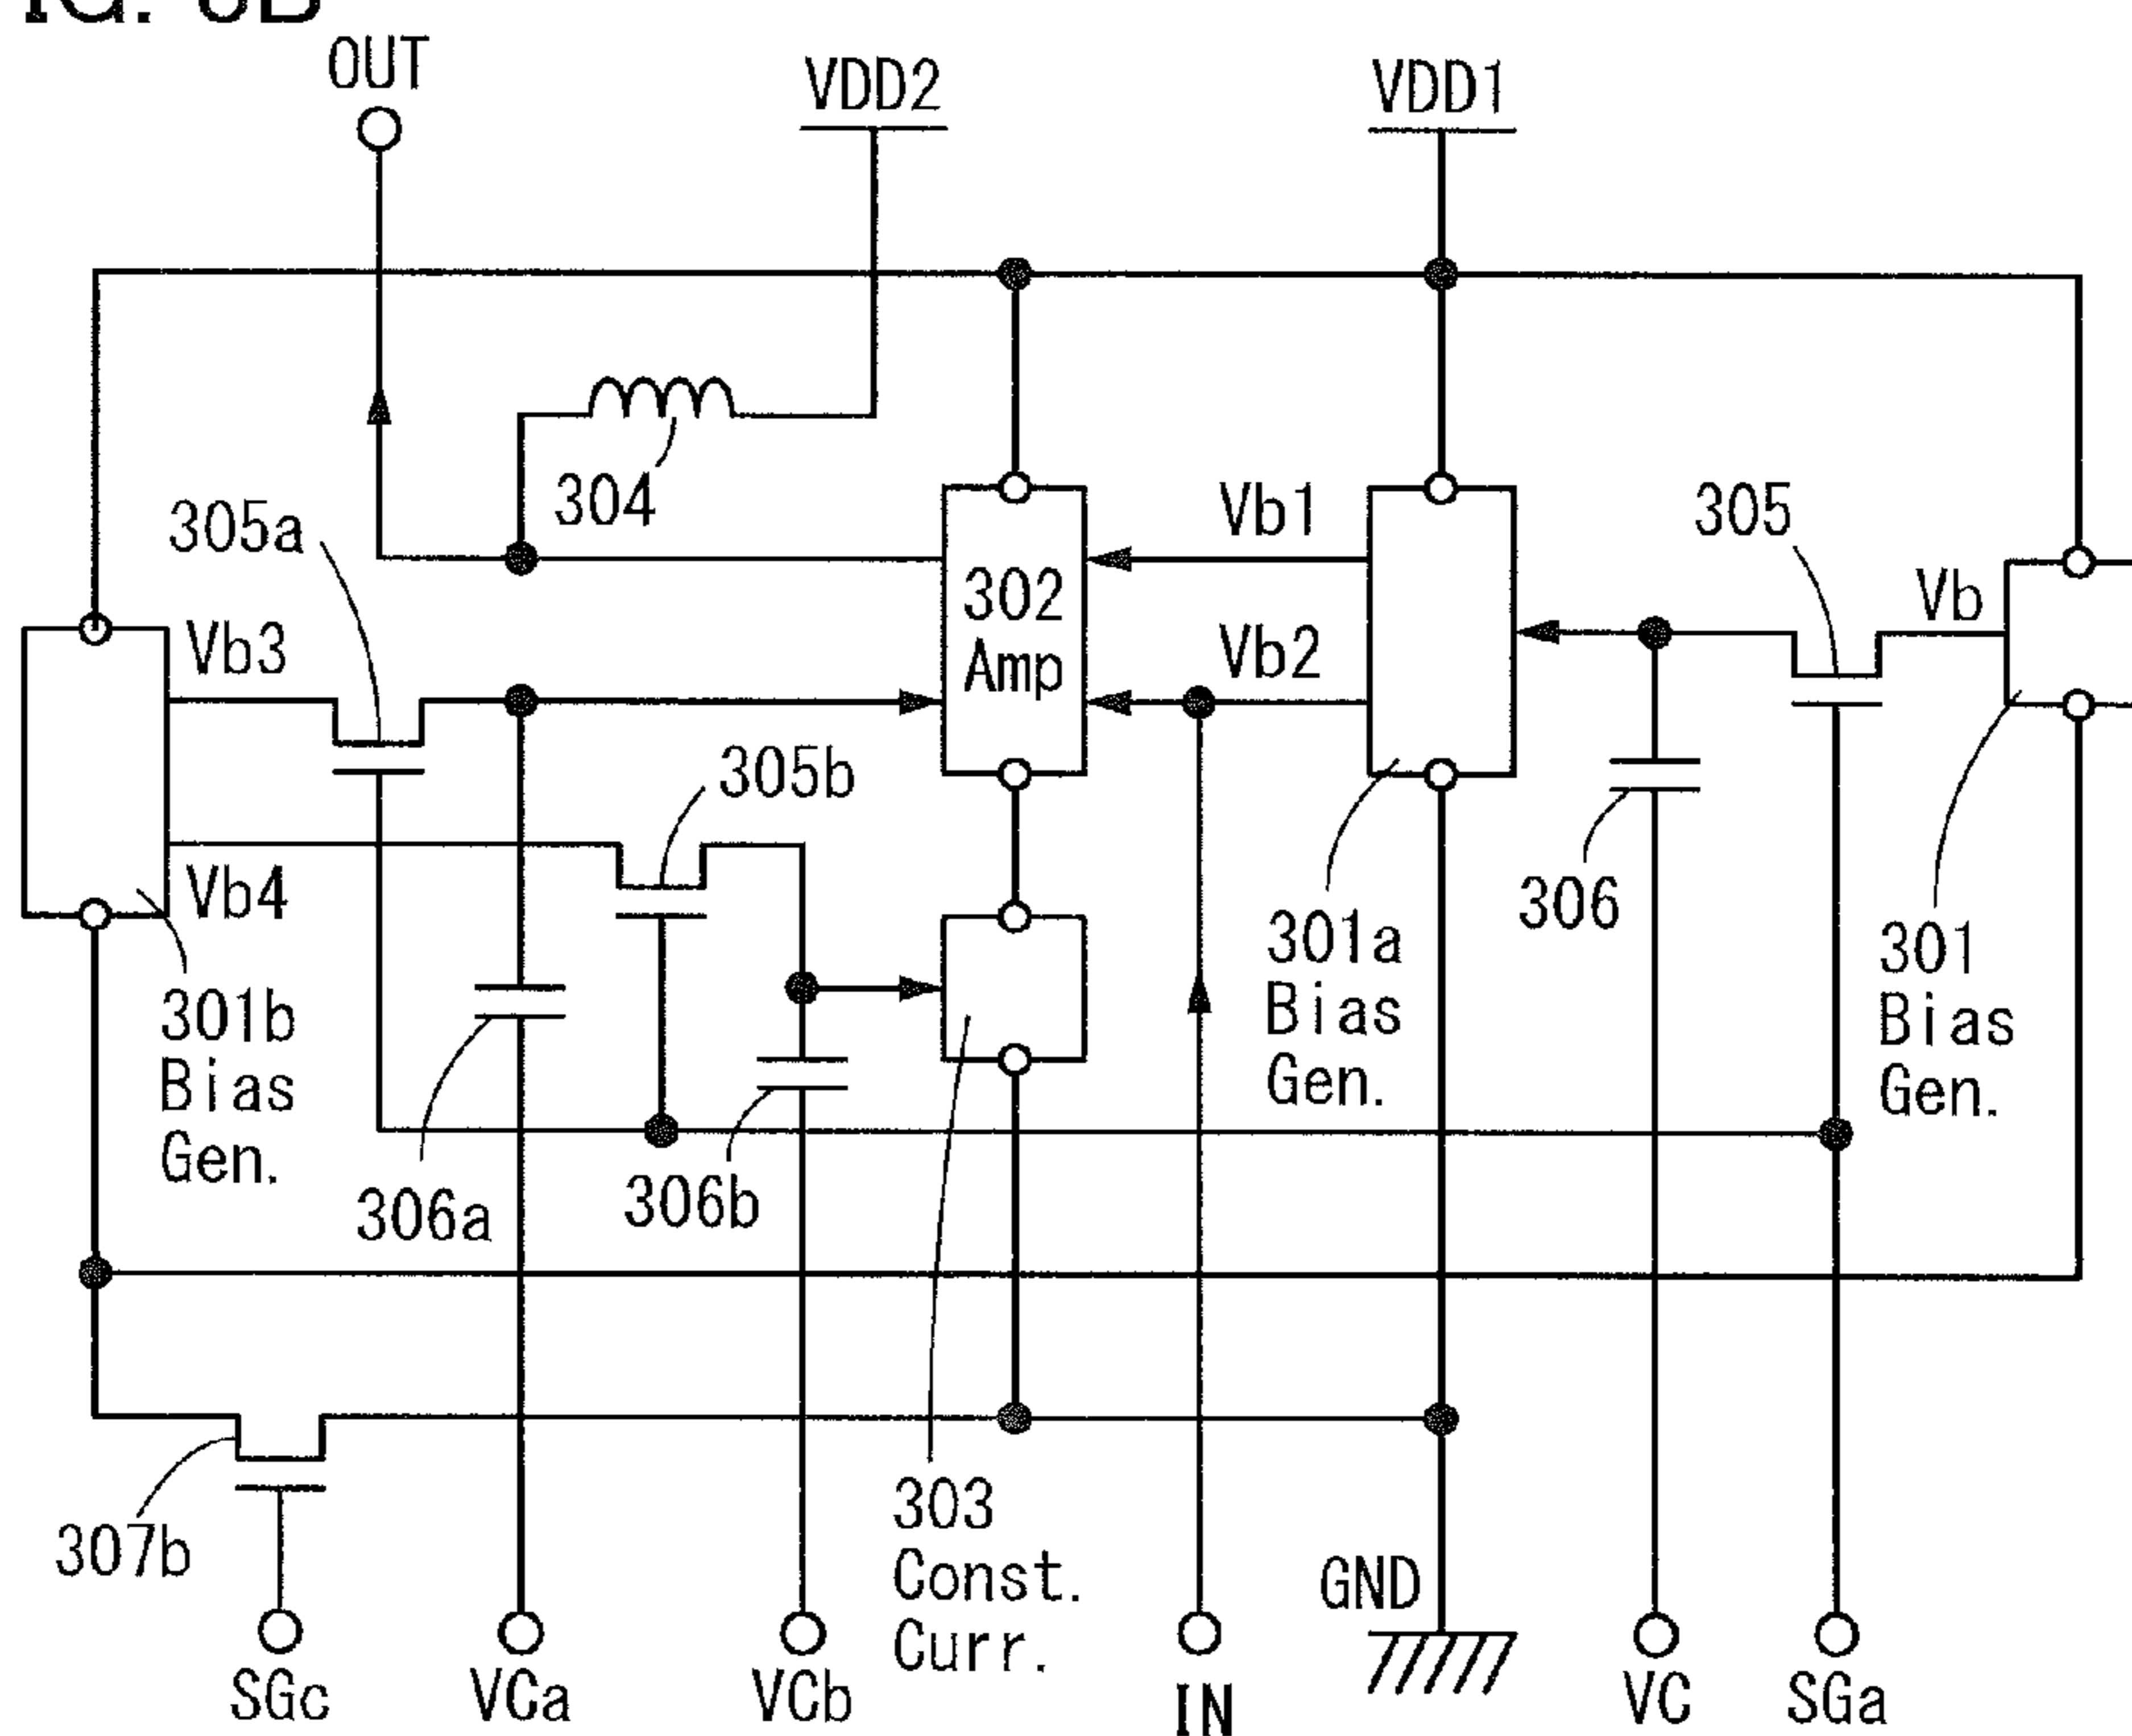 OUT
VDD2
VDD1
304
305a
Vb1
305
302
Amp
Vb
Vb3
Vb2
305b
Vb4
306
301a
Bias
Gen.
301
Bias
Gen.
301b
Bias
Gen.
306a
306b
303
Const.
Curr.
307b
GND
SGc
VCa
VCb
IN
VC
SGa